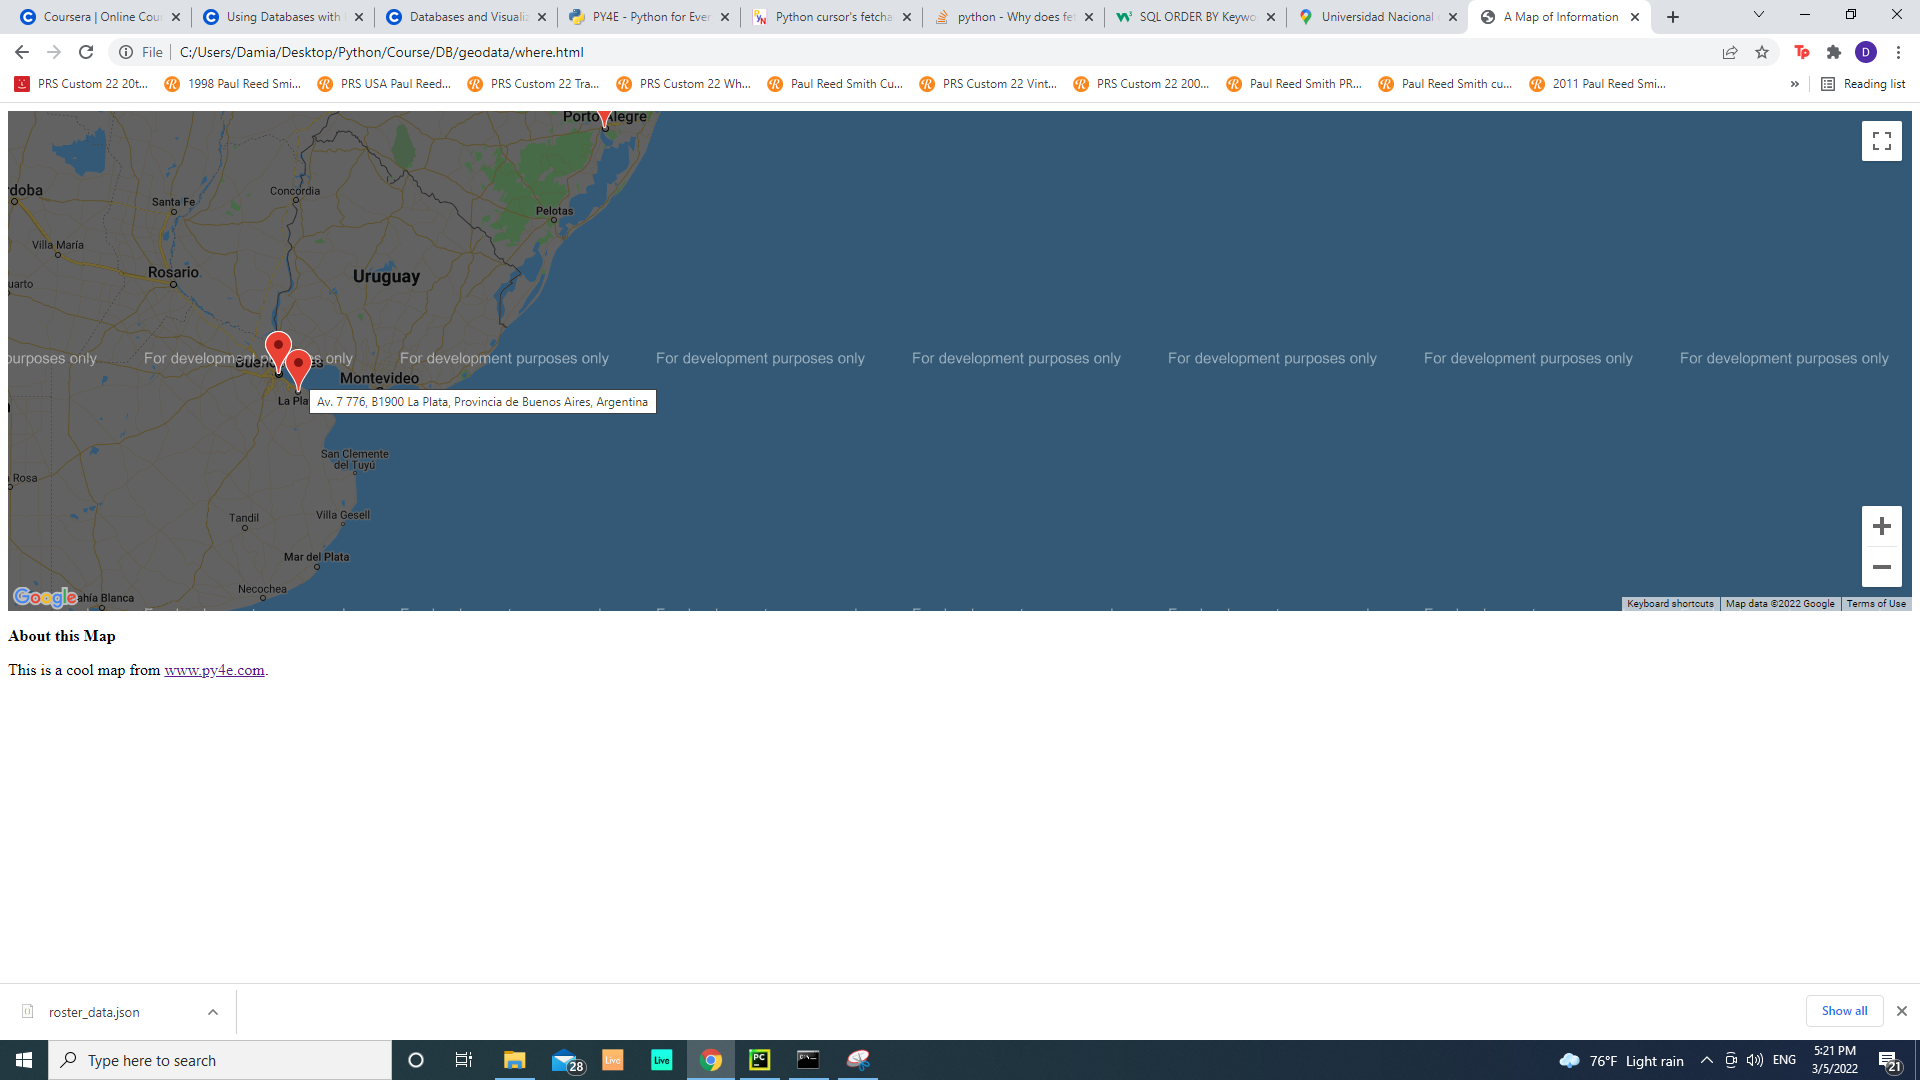 Coursera | Online Cour
Using Databases with
Databases and Visualiz
PY4E - Python for Ever
Python cursor's fetcha
python - Why does fet
SQL ORDER BY Keywo
Universidad Nacional
A Map of Information
File
C:/Users/Damia/Desktop/Python/Course/DB/geodata/where.html
D
PRS Custom 22 20t...
1998 Paul Reed Smi...
PRS USA Paul Reed...
PRS Custom 22 Tra...
PRS Custom 22 Wh...
Paul Reed Smith Cu...
PRS Custom 22 Vint...
PRS Custom 22 200...
Paul Reed Smith PR...
Paul Reed Smith cu...
2011 Paul Reed Smi...
»
Reading list
Porto Alegre
doba
Concordia
Santa Fe
Pelotas
Villa María
Rosario
Uruguay
uarto
purposes only
For development purposes only
For development purposes only
For development purposes only
For development purposes only
For development purposes only
For development purposes only
For development purposes only
Montevideo
La Pla
Av. 7 776, B1900 La Plata, Provincia de Buenos Aires, Argentina
San Clemente
del Tuyú
Rosa
Tandil
Villa Gesell
Mar del Plata
Necochea
ahía Blanca
Google
Keyboard shortcuts
Map data ©2022 Google
Terms of Use
About this Map
This is a cool map from www.py4e.com.
roster_data.json
Show all
Type here to search
28
Live
Live
PC
76°F Light rain
ENG
5:21 PM
3/5/2022
21